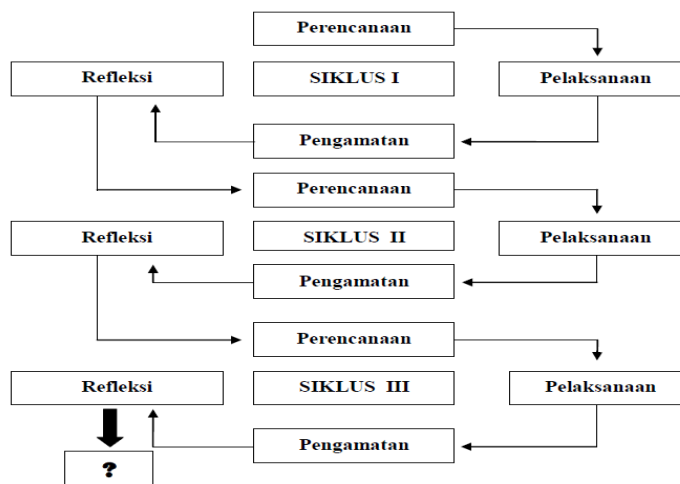 Perencanaan
Refleksi
SIKLUS I
Pelaksanaan
Pengamatan
Perencanaan
Refleksi
SIKLUS II
Pelaksanaan
Pengamatan
Perencanaan
Refleksi
SIKLUS III
Pelaksanaan
Pengamatan
?